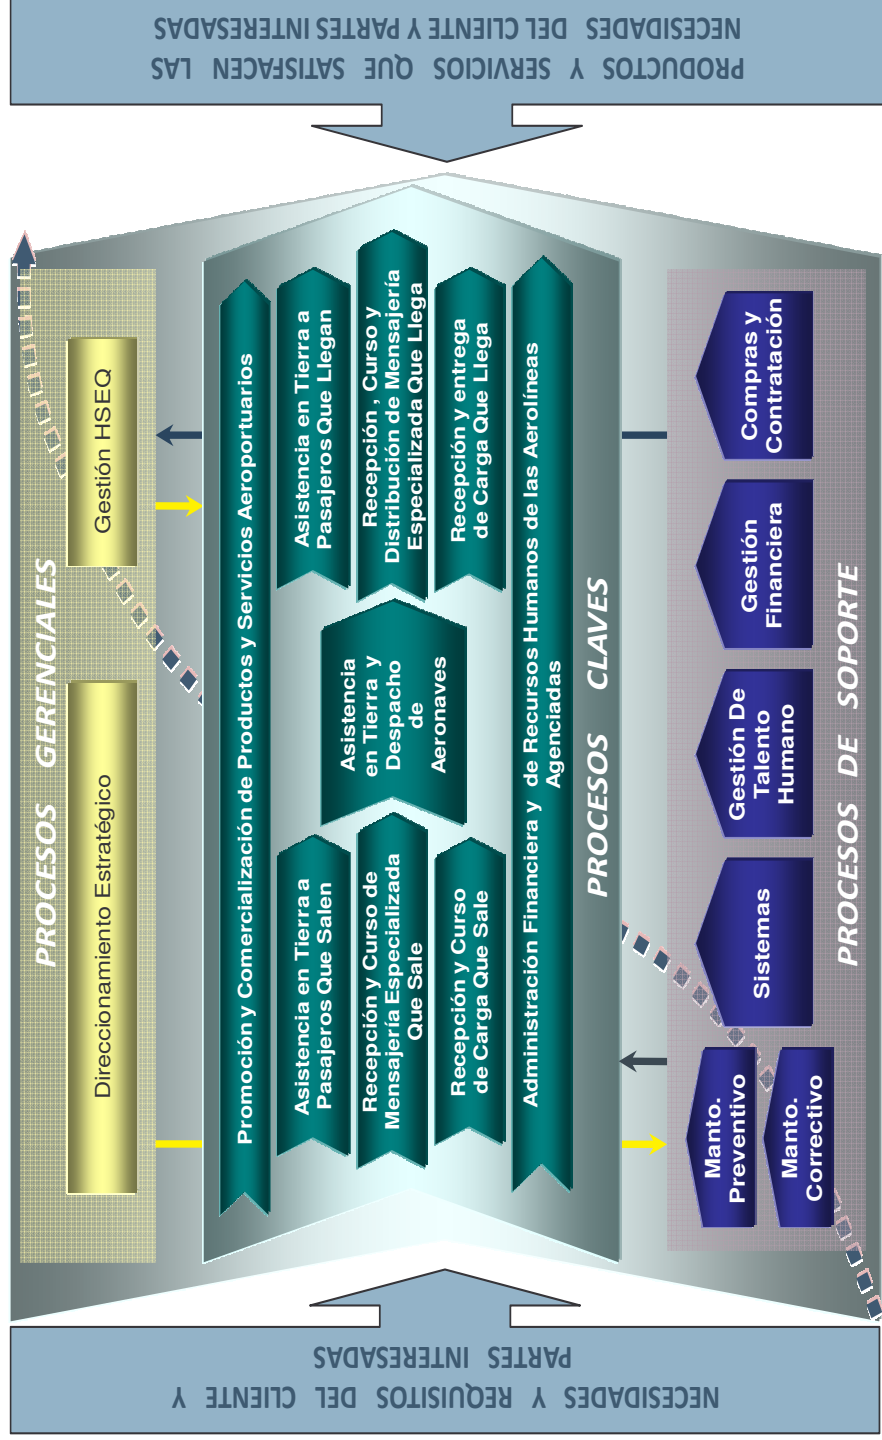 NECESIDADES Y REQUISITOS DEL CLIENTE Y
PARTES INTERESADAS
PROCESOS GERENCIALES
Direccionamiento Estratégico
Gestión HSEQ
Promoción y Comercialización de Productos y Servicios Aeroportuarios
Asistencia en Tierra a
Pasajeros Que Salen
Recepción y Curso de
Mensajería Especializada
Que Sale
Recepción y Curso
de Carga Que Sale
Asistencia
en Tierra y
Despacho
de
Aeronaves
Asistencia en Tierra a
Pasajeros Que Llegan
Recepción , Curso y
Distribución de Mensajería
Especializada Que Llega
Recepción y entrega
de Carga Que Llega
Administración Financiera y de Recursos Humanos de las Aerolíneas
Agenciadas
PROCESOS CLAVES
Manto.
Preventivo
Manto.
Correctivo
Sistemas
Gestión De
Talento
Humano
Gestión
Financiera
Compras y
Contratación
PROCESOS DE SOPORTE
PRODUCTOS Y SERVICIOS QUE SATISFACEN LAS
NECESIDADES DEL CLIENTE Y PARTES INTERESADAS